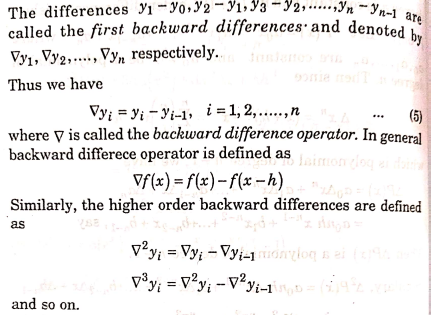 The differences y₁ − y₀, y₂ − y₁, y₃ − y₂, ......, yₙ − yₙ₋₁ are
called the first backward differences and denoted by
∇y₁, ∇y₂, ...., ∇yₙ respectively.
Thus we have
∇yᵢ = yᵢ − yᵢ₋₁, i = 1, 2, ....., n ... (5)
where ∇ is called the backward difference operator. In general
backward differece operator is defined as
∇f(x) = f(x) − f(x − h)
Similarly, the higher order backward differences are defined
as
∇²yᵢ = ∇yᵢ − ∇yᵢ₋₁
∇³yᵢ = ∇²yᵢ − ∇²yᵢ₋₁
and so on.